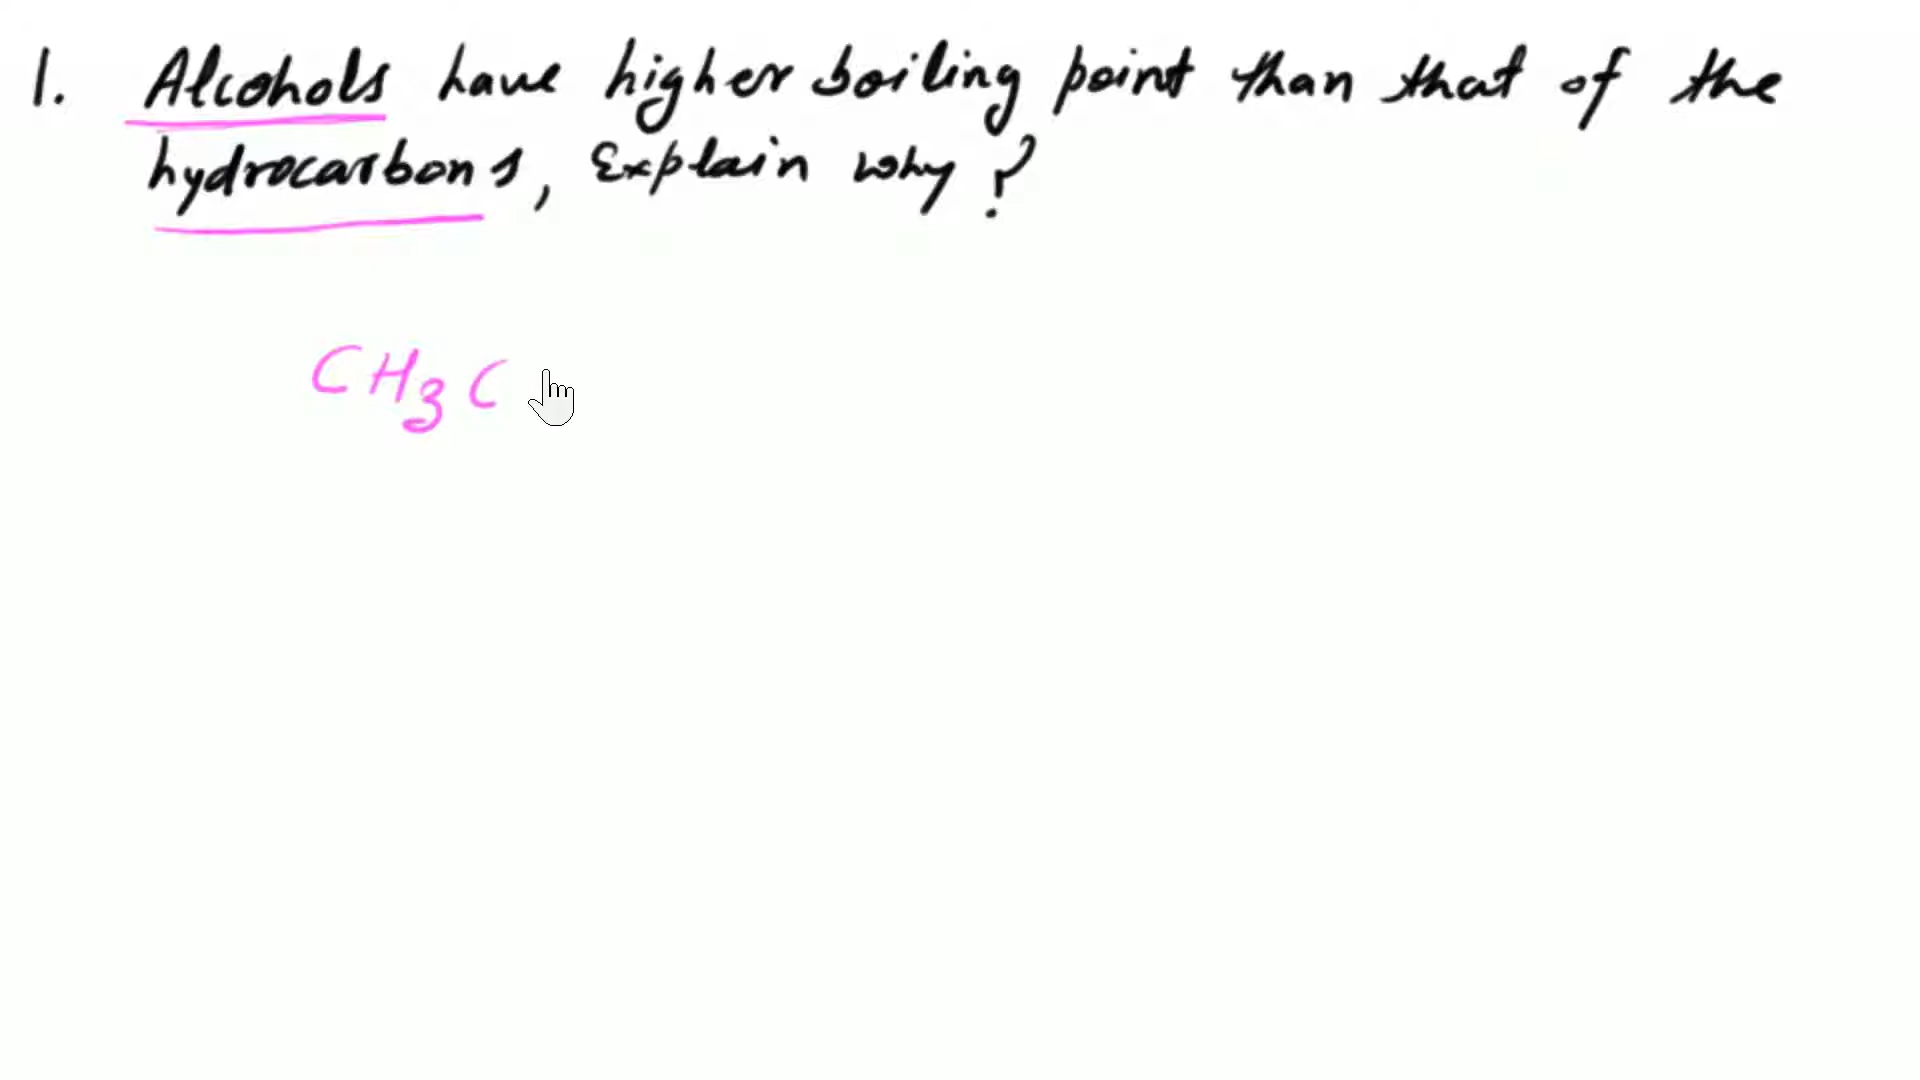 1. Alcohols have higher boiling point than that of the
hydrocarbons, Explain why?
CH3C